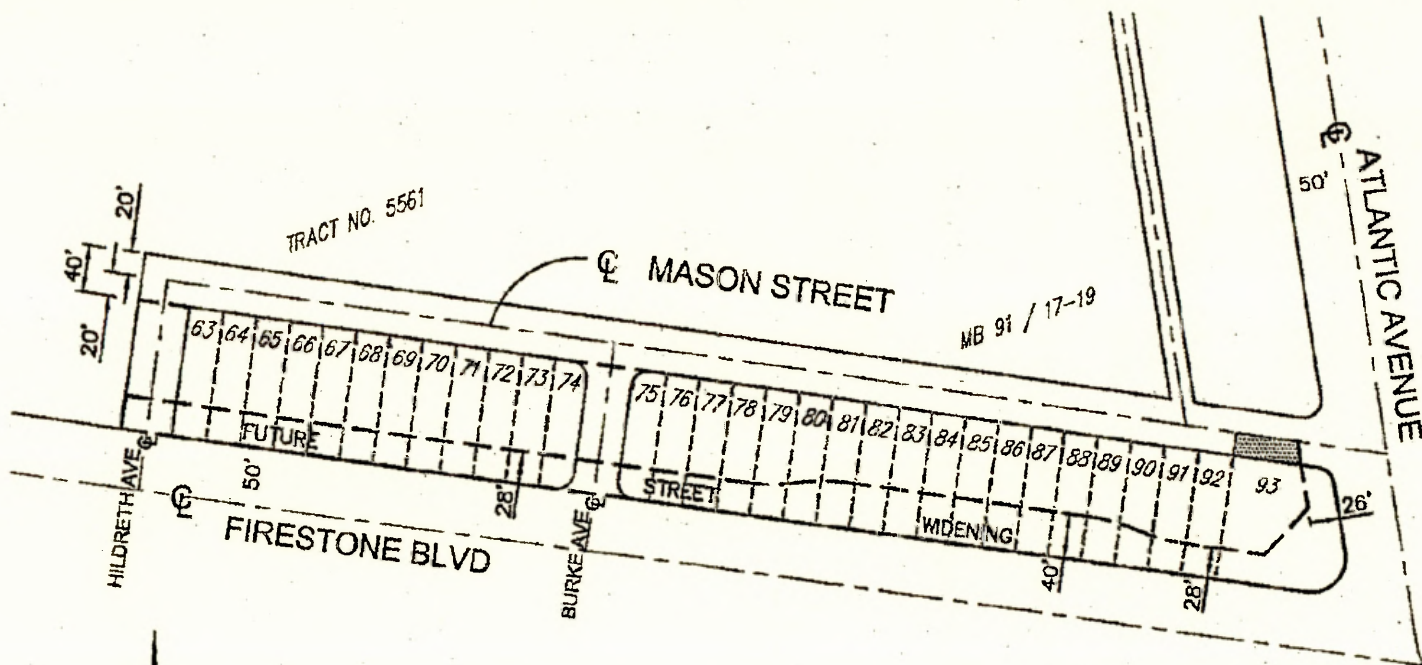 ATLANTIC AVENUE
50'
20'
40'
20'
TRACT NO. 5561
MASON STREET
MB 91 / 17-19
63 64 65 66 67 68 69 70 71 72 73 74
75 76 77 78 79 80 81 82 83 84 85 86 87 88 89 90 91 92 93
FUTURE
STREET
WIDENING
50'
28'
40'
28'
26'
HILDRETH AVE
BURKE AVE
FIRESTONE BLVD